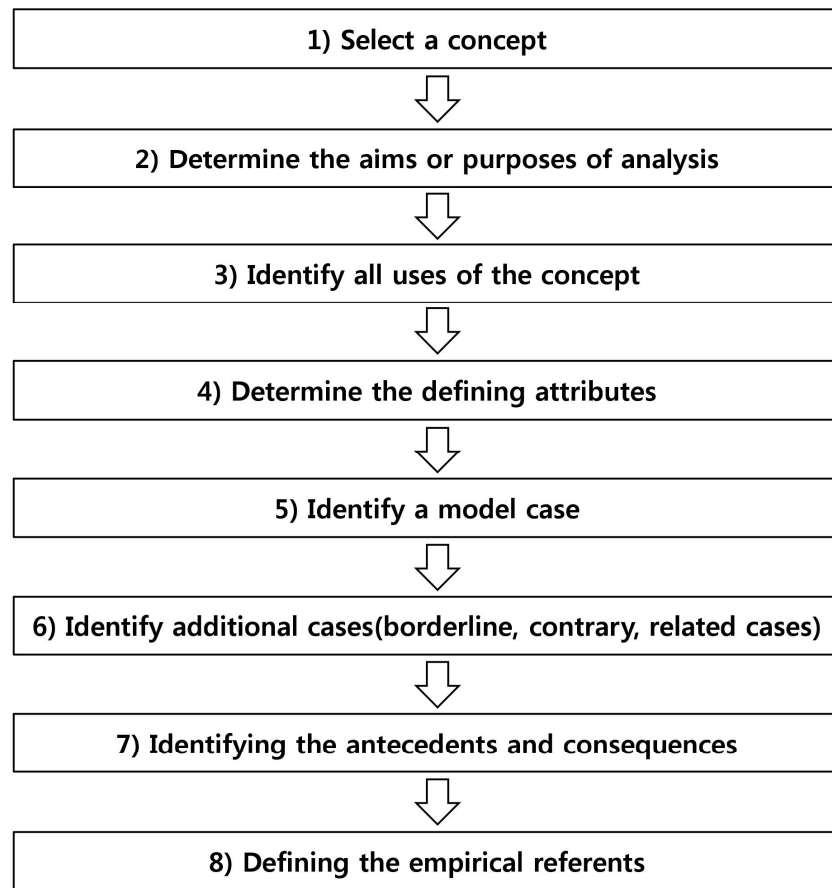 1) Select a concept
2) Determine the aims or purposes of analysis
3) Identify all uses of the concept
4) Determine the defining attributes
5) Identify a model case
6) Identify additional cases(borderline, contrary, related cases)
7) Identifying the antecedents and consequences
8) Defining the empirical referents